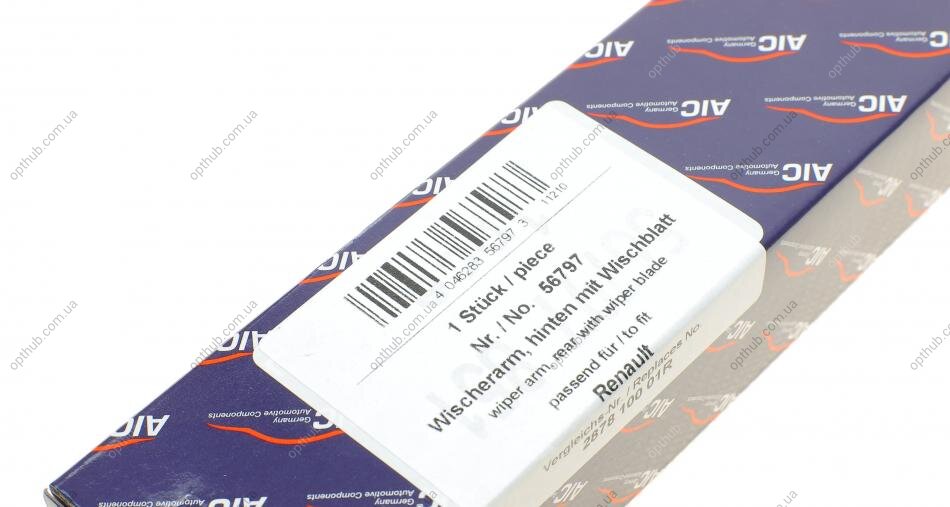 4 046283 56797 3
11210
1 Stück / piece
Nr. / No. 56797
Wischerarm, hinten mit Wischblatt
wiper arm, rear with wiper blade
passend für / to fit
Renault
Vergleichs-Nr. / Replaces No.
2878 100 01R
AIC
Germany
Automotive Components
opthub.com.ua